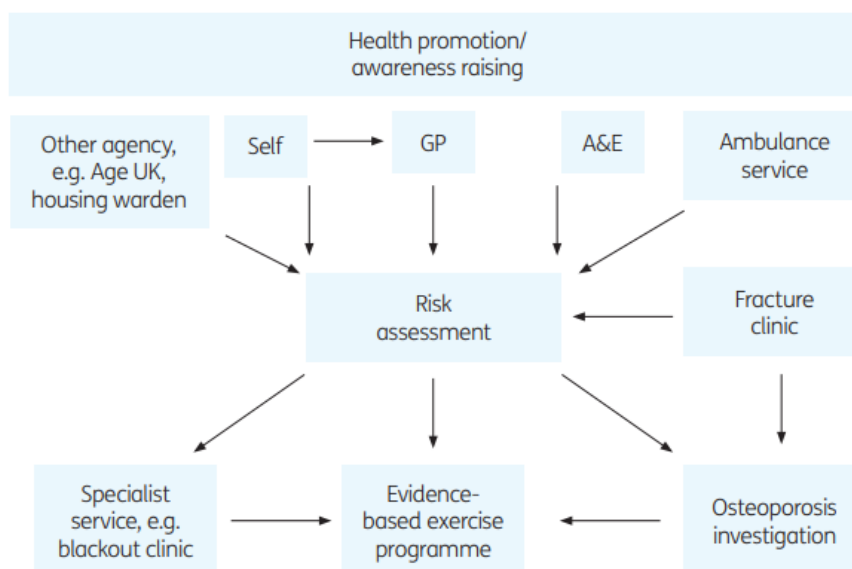 Health promotion/
awareness raising
Other agency,
e.g. Age UK,
housing warden
Self
GP
A&E
Ambulance
service
Risk
assessment
Fracture
clinic
Specialist
service, e.g.
blackout clinic
Evidence-
based exercise
programme
Osteoporosis
investigation